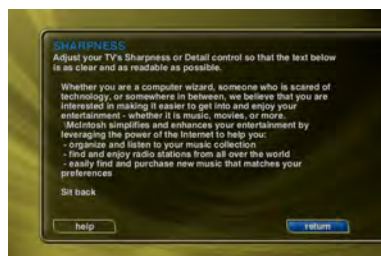 SHARPNESS
Adjust your TV's Sharpness or Detail control so that the text below
is as clear and as readable as possible.
Whether you are a computer wizard, someone who is scared of
technology, or somewhere in between, we believe that you are
interested in making it easier to get into and enjoy your
entertainment - whether it is music, movies, or more.
McIntosh simplifies and enhances your entertainment by
leveraging the power of the Internet to help you:
- organize and listen to your music collection
- find and enjoy radio stations from all over the world
- easily find and purchase new music that matches your
preferences
Sit back
help
return